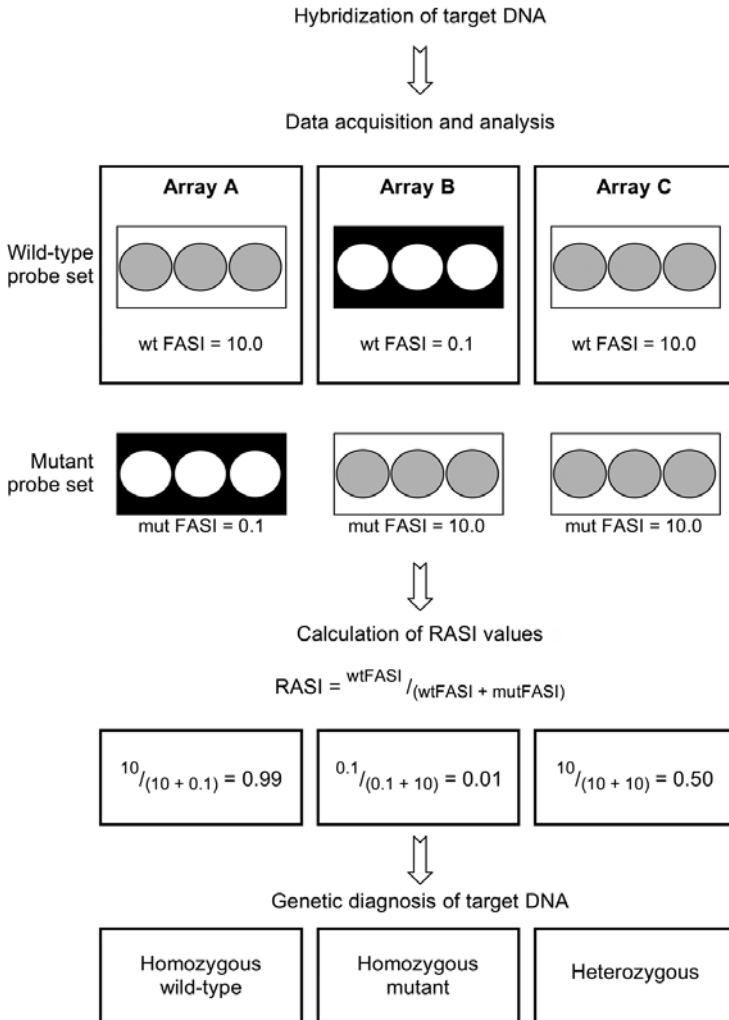 Hybridization of target DNA
Data acquisition and analysis
Array A
Array B
Array C
Wild-type
probe set
wt FASI = 10.0
wt FASI = 0.1
wt FASI = 10.0
Mutant
probe set
mut FASI = 0.1
mut FASI = 10.0
mut FASI = 10.0
Calculation of RASI values
RASI = wtFASI/(wtFASI + mutFASI)
10/(10 + 0.1) = 0.99
0.1/(0.1 + 10) = 0.01
10/(10 + 10) = 0.50
Genetic diagnosis of target DNA
Homozygous
wild-type
Homozygous
mutant
Heterozygous